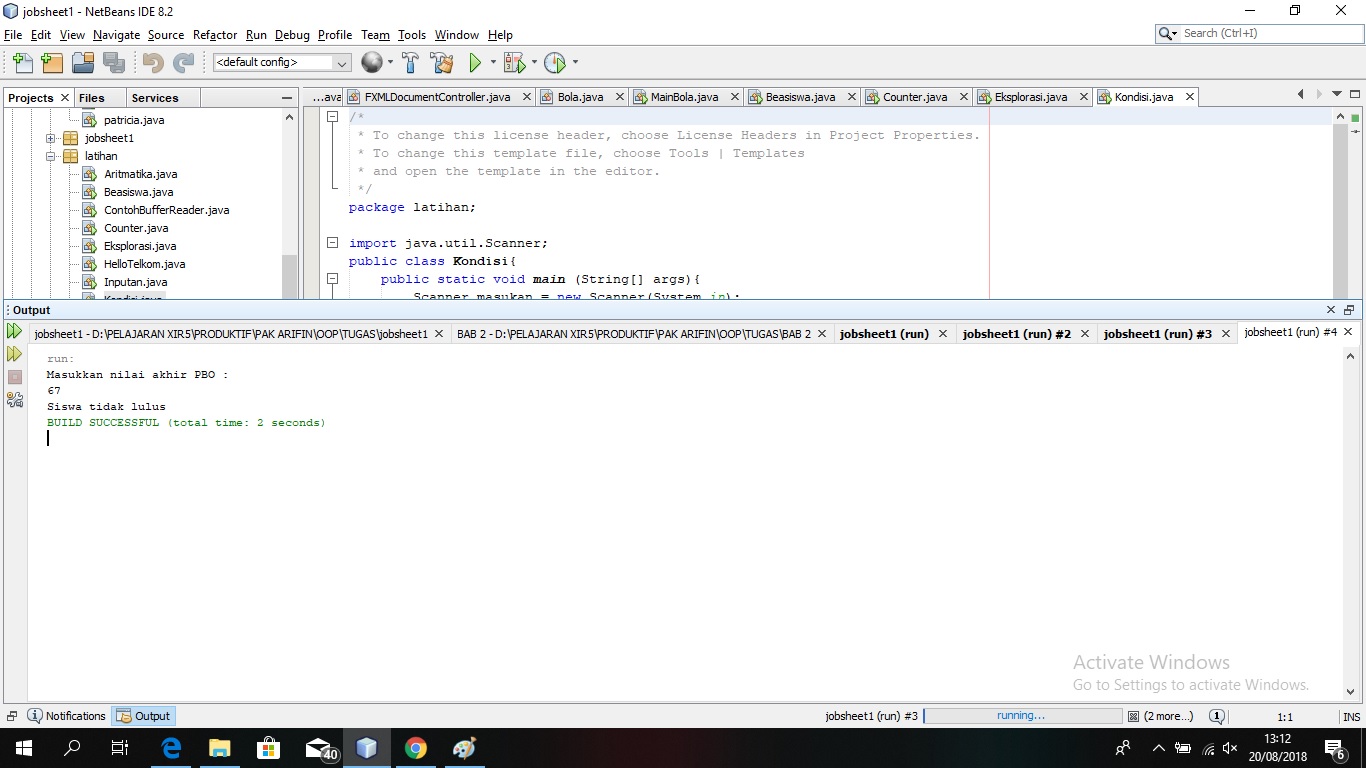 jobsheet1 - NetBeans IDE 8.2
File Edit View Navigate Source Refactor Run Debug Profile Team Tools Window Help
Search (Ctrl+I)
<default config>
Projects Files Services
patricia.java
jobsheet1
latihan
Aritmatika.java
Beasiswa.java
ContohBufferReader.java
Counter.java
Eksplorasi.java
HelloTelkom.java
Inputan.java
Kondisi.java
...ava FXMLDocumentController.java Bola.java MainBola.java Beasiswa.java Counter.java Eksplorasi.java Kondisi.java
/*
* To change this license header, choose License Headers in Project Properties.
* To change this template file, choose Tools | Templates
* and open the template in the editor.
*/
package latihan;
import java.util.Scanner;
public class Kondisi{
public static void main (String[] args){
Scanner masukan = new Scanner(System.in);
Output
jobsheet1 - D:\PELAJARAN XIR5\PRODUKTIF\PAK ARIFIN\OOP\TUGAS\jobsheet1 BAB 2 - D:\PELAJARAN XIR5\PRODUKTIF\PAK ARIFIN\OOP\TUGAS\BAB 2 jobsheet1 (run) jobsheet1 (run) #2 jobsheet1 (run) #3 jobsheet1 (run) #4
run:
Masukkan nilai akhir PBO :
67
Siswa tidak lulus
BUILD SUCCESSFUL (total time: 2 seconds)
Activate Windows
Go to Settings to activate Windows.
Notifications Output
jobsheet1 (run) #3 running... (2 more...) 1 1:1 INS
40
13:12
20/08/2018
6